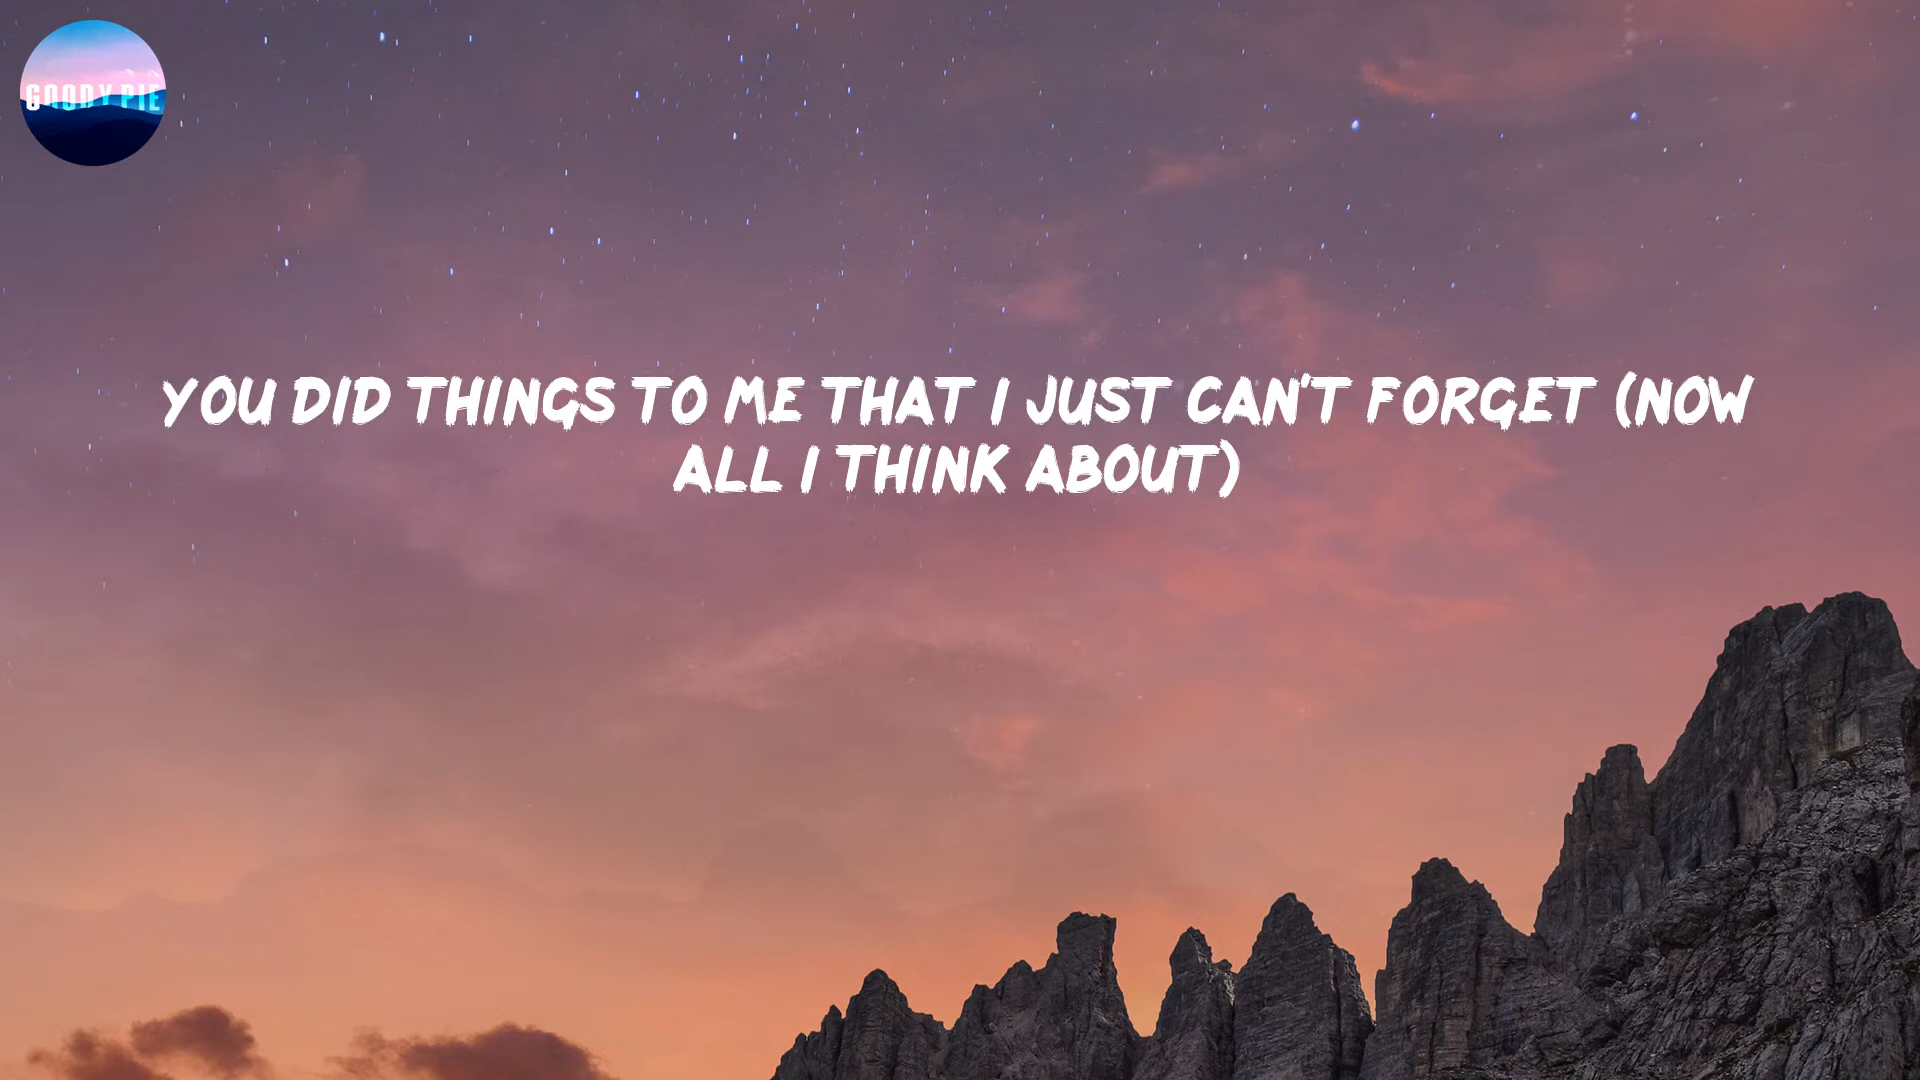 GOODY PIE
YOU DID THINGS TO ME THAT I JUST CAN'T FORGET (NOW
ALL I THINK ABOUT)